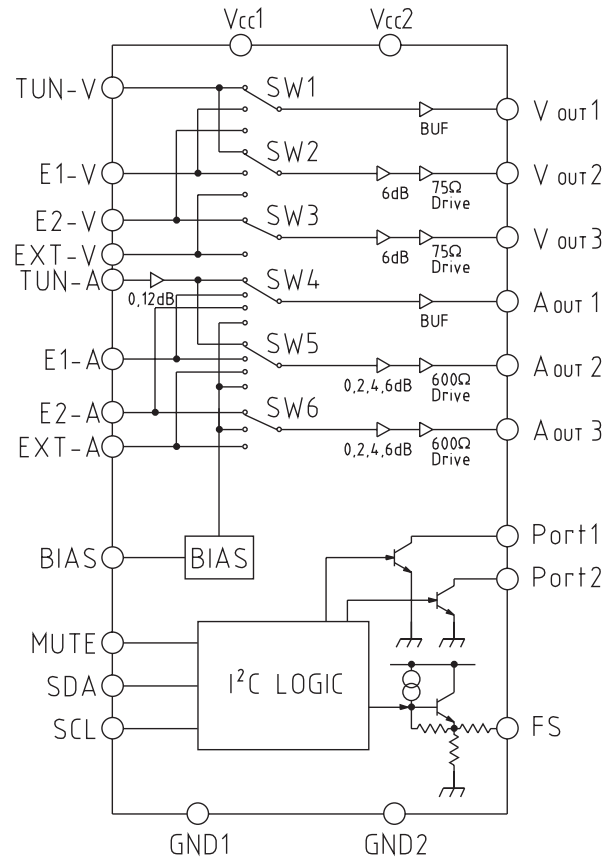 Vcc1
Vcc2
TUN-V
SW1
BUF
V OUT 1
E1-V
SW2
6dB
75Ω
Drive
V OUT 2
E2-V
SW3
6dB
75Ω
Drive
V OUT 3
EXT-V
TUN-A
0,12dB
SW4
BUF
A OUT 1
E1-A
SW5
0,2,4,6dB
600Ω
Drive
A OUT 2
E2-A
SW6
0,2,4,6dB
600Ω
Drive
A OUT 3
EXT-A
Port1
BIAS
BIAS
Port2
MUTE
SDA
I²C LOGIC
SCL
FS
GND1
GND2